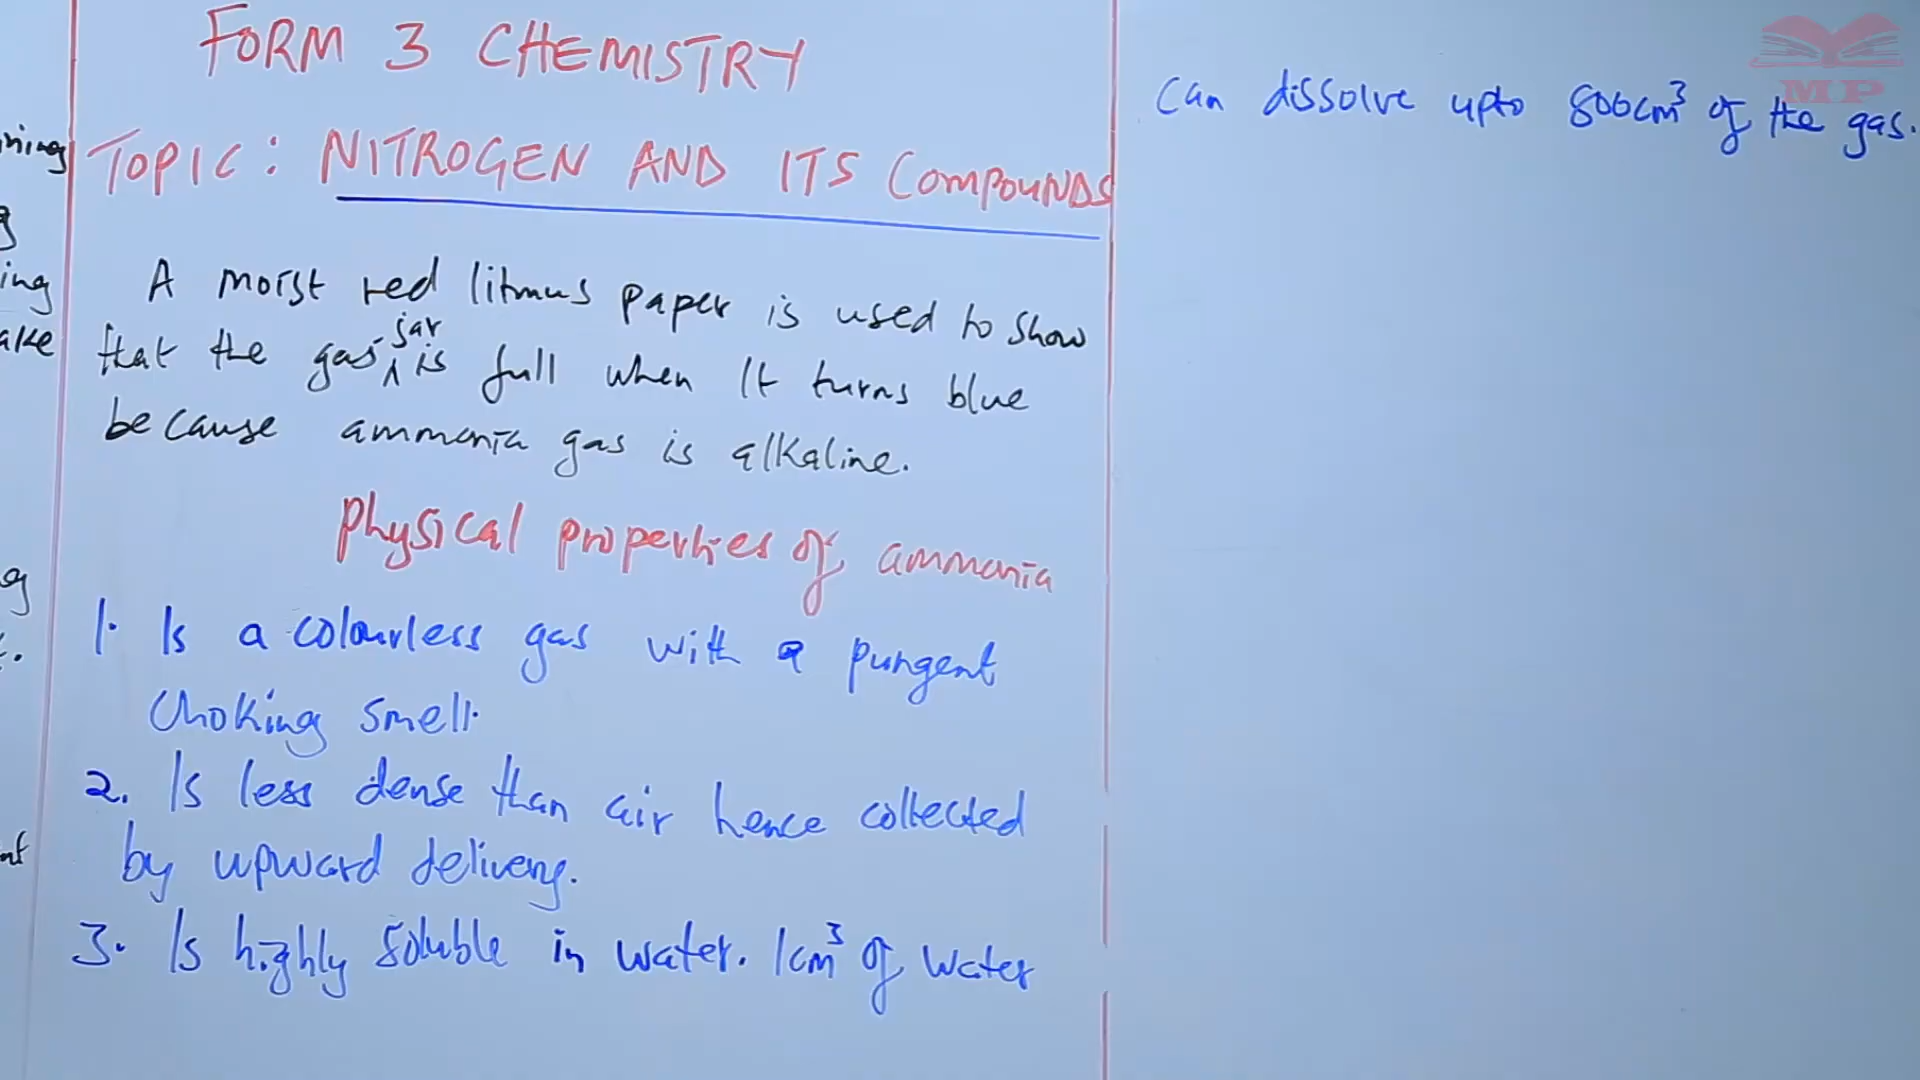 FORM 3 CHEMISTRY
TOPIC: NITROGEN AND ITS COMPOUNDS
A moist red litmus paper is used to show
that the gas-jar is full when It turns blue
because ammonia gas is alkaline.
Physical properties of ammonia
1. Is a colourless gas with a pungent
Choking smell.
2. Is less dense than air hence collected
by upward delivery.
3. Is highly soluble in water. 1cm³ of water
Can dissolve upto 800cm³ of the gas.
MP